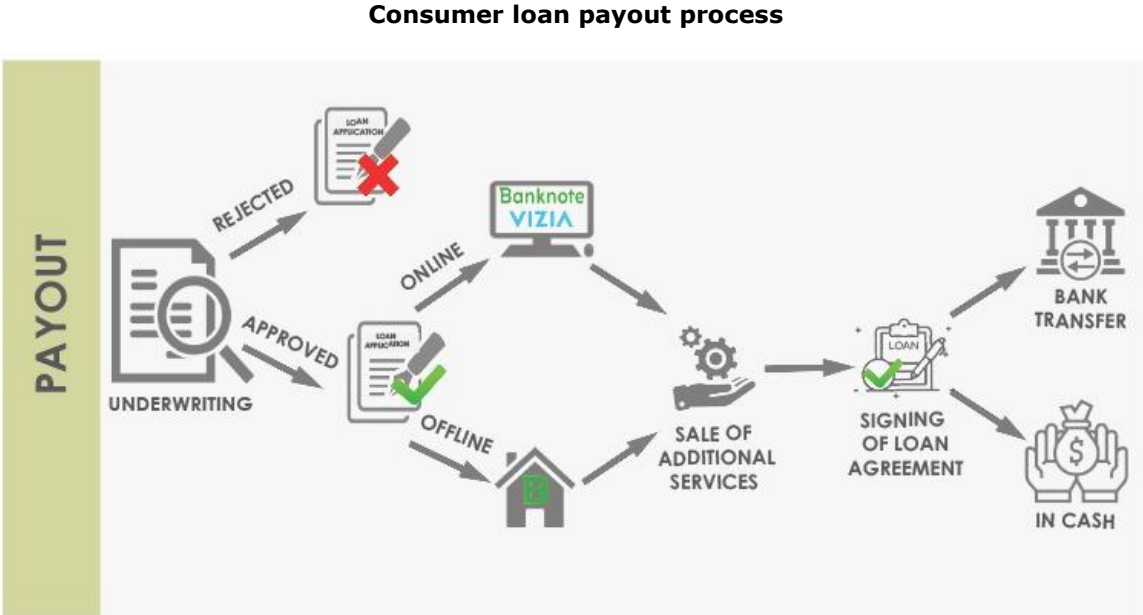 Consumer loan payout process
PAYOUT
UNDERWRITING
REJECTED
LOAN
APPLICATION
APPROVED
LOAN
APPLICATION
ONLINE
Banknote
VIZIA
OFFLINE
B
SALE OF
ADDITIONAL
SERVICES
LOAN
SIGNING
OF LOAN
AGREEMENT
BANK
TRANSFER
$
IN CASH